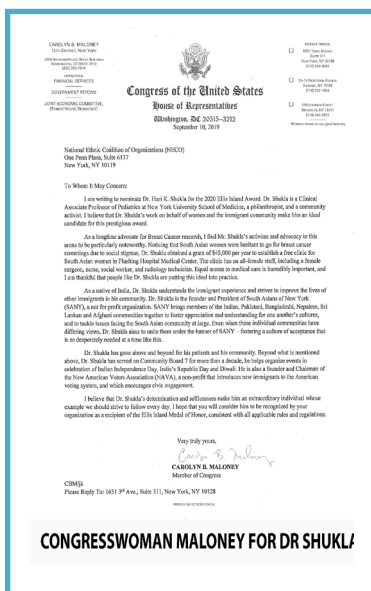 CAROLYN B. MALONEY
12TH DISTRICT, NEW YORK
FINANCIAL SERVICES
GOVERNMENT REFORM
JOINT ECONOMIC COMMITTEE,
Congress of the United States
House of Representatives
Washington, DC 20515-3212
September 10, 2019
National Ethnic Coalition of Organizations (NECO)
One Penn Plaza, Suite 6137
New York, NY 10119
To Whom It May Concern:
I am writing to nominate Dr. Hari K. Shukla for the 2020 Ellis Island Award. Dr. Shukla is a Clinical
Associate Professor of Pediatrics at New York University School of Medicine, a philanthropist, and a community
activist. I believe that Dr. Shukla's work on behalf of women and the immigrant community make him an ideal
candidate for this prestigious award.
As a longtime advocate for Breast Cancer research, I find Mr. Shukla's activism and advocacy in this
arena to be particularly noteworthy. Noticing that South Asian women were hesitant to go for breast cancer
screenings due to social stigmas, Dr. Shukla obtained a grant of $45,000 per year to establish a free clinic for
South Asian women in Flushing Hospital Medical Center. The clinic has an all-female staff, including a female
surgeon, nurse, social worker, and radiology technician. Equal access to medical care is incredibly important, and
I am thankful that people like Dr. Shukla are putting this ideal into practice.
As a native of India, Dr. Shukla understands the immigrant experience and strives to improve the lives of
other immigrants in his community. Dr. Shukla is the founder and President of South Asians of New York
(SANY), a not for profit organization. SANY brings members of the Indian, Pakistani, Bangladeshi, Nepalese, Sri
Lankan and Afghani communities together to foster appreciation and understanding for one another's cultures,
and to tackle issues facing the South Asian community at large. Even when these individual communities have
differing views, Dr. Shukla aims to unite them under the banner of SANY – fostering a culture of acceptance that
is so desperately needed at a time like this.
Dr. Shukla has gone above and beyond for his patients and his community. Beyond what is mentioned
above, Dr. Shukla has served on Community Board 7 for more than a decade, he helps organize events in
celebration of Indian Independence Day, India's Republic Day and Diwali. He is also a founder and Chairman of
the New American Voters Association (NAVA), a non-profit that introduces new immigrants to the American
voting system, and which encourages civic engagement.
I believe that Dr. Shukla's determination and selflessness make him an extraordinary individual whose
example we should strive to follow every day. I hope that you will consider him to be recognized by your
organization as a recipient of the Ellis Island Medal of Honor, consistent with all applicable rules and regulations.
Very truly yours,
Carolyn B. Maloney
CAROLYN B. MALONEY
Member of Congress
CBM/jk
Please Reply To: 1651 3rd Ave., Suite 311, New York, NY 10128
CONGRESSWOMAN MALONEY FOR DR SHUKLA